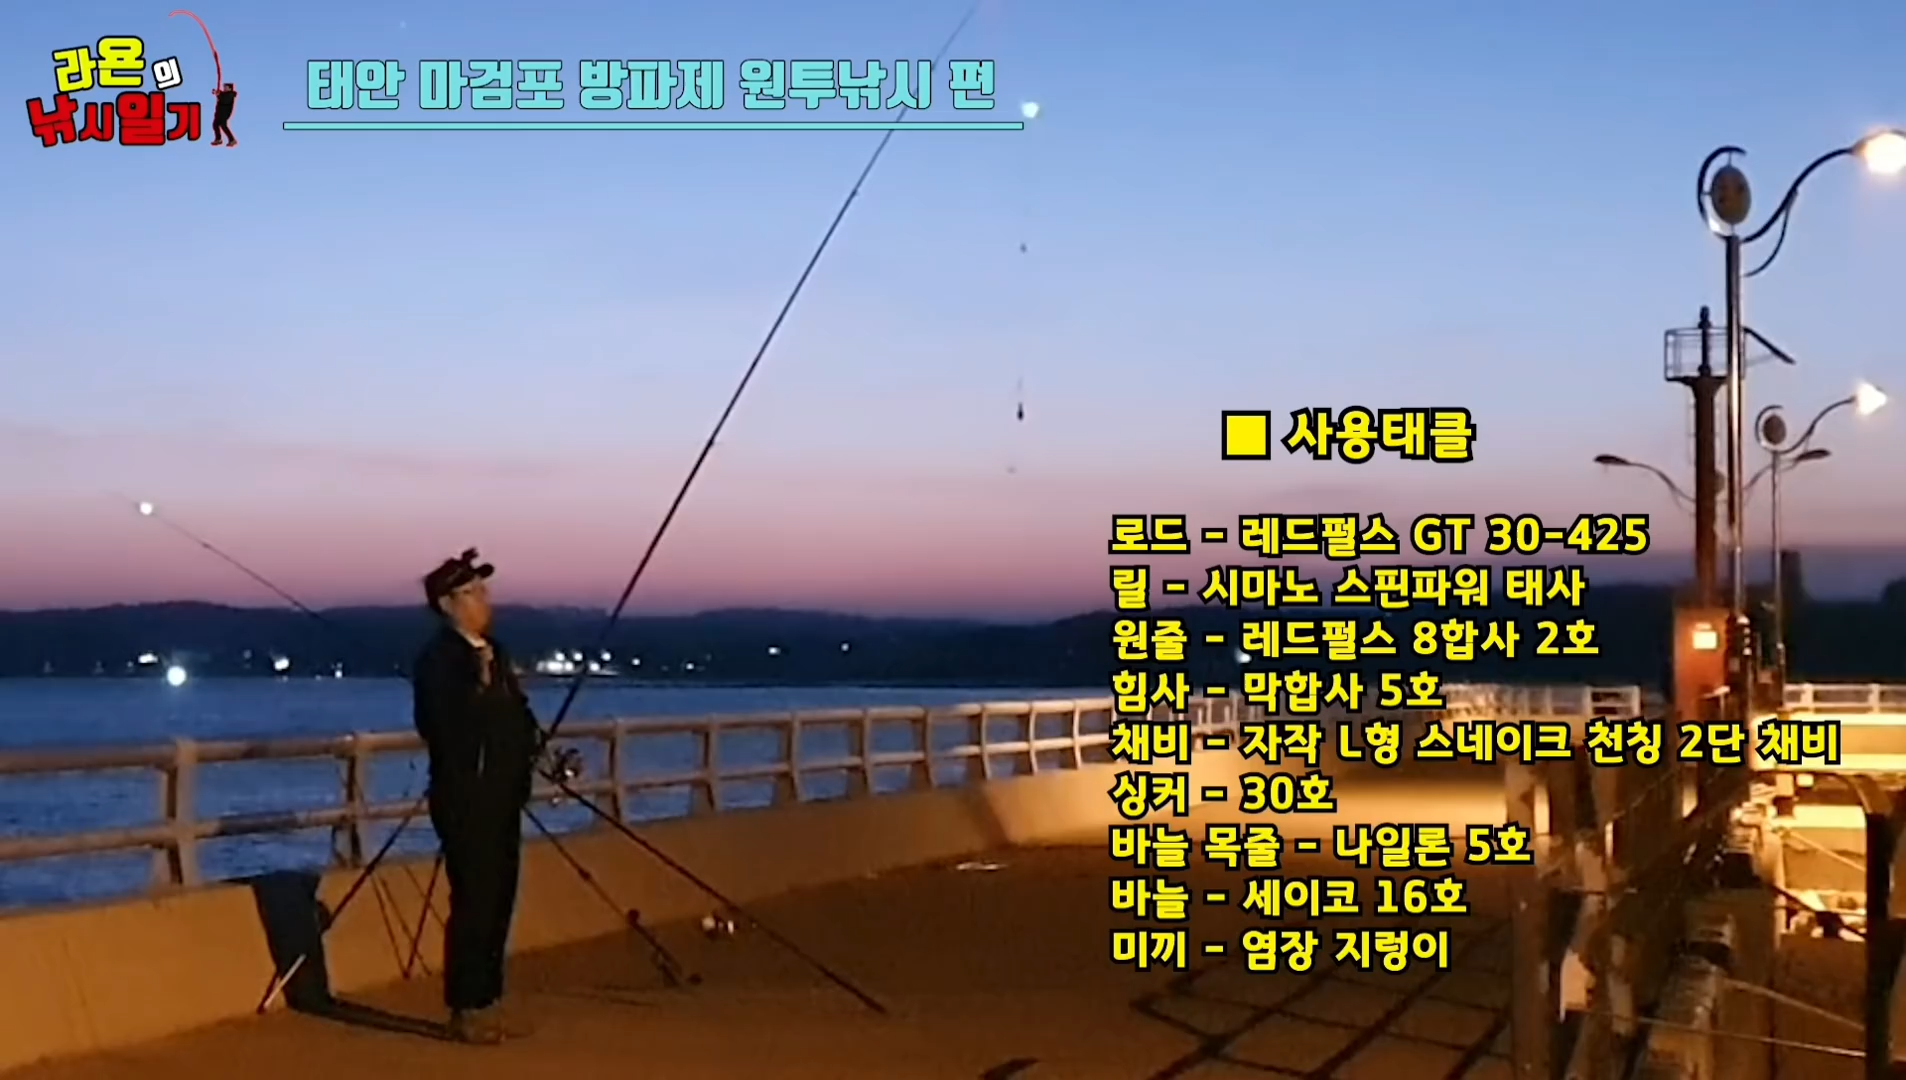 라욘의
낚시일기
태안 마검포 방파제 원투낚시 편
■ 사용태클
로드 - 레드펄스 GT 30-425
릴 - 시마노 스핀파워 태사
원줄 - 레드펄스 8합사 2호
힘사 - 막합사 5호
채비 - 자작 L형 스네이크 천칭 2단 채비
싱커 - 30호
바늘 목줄 - 나일론 5호
바늘 - 세이코 16호
미끼 - 염장 지렁이